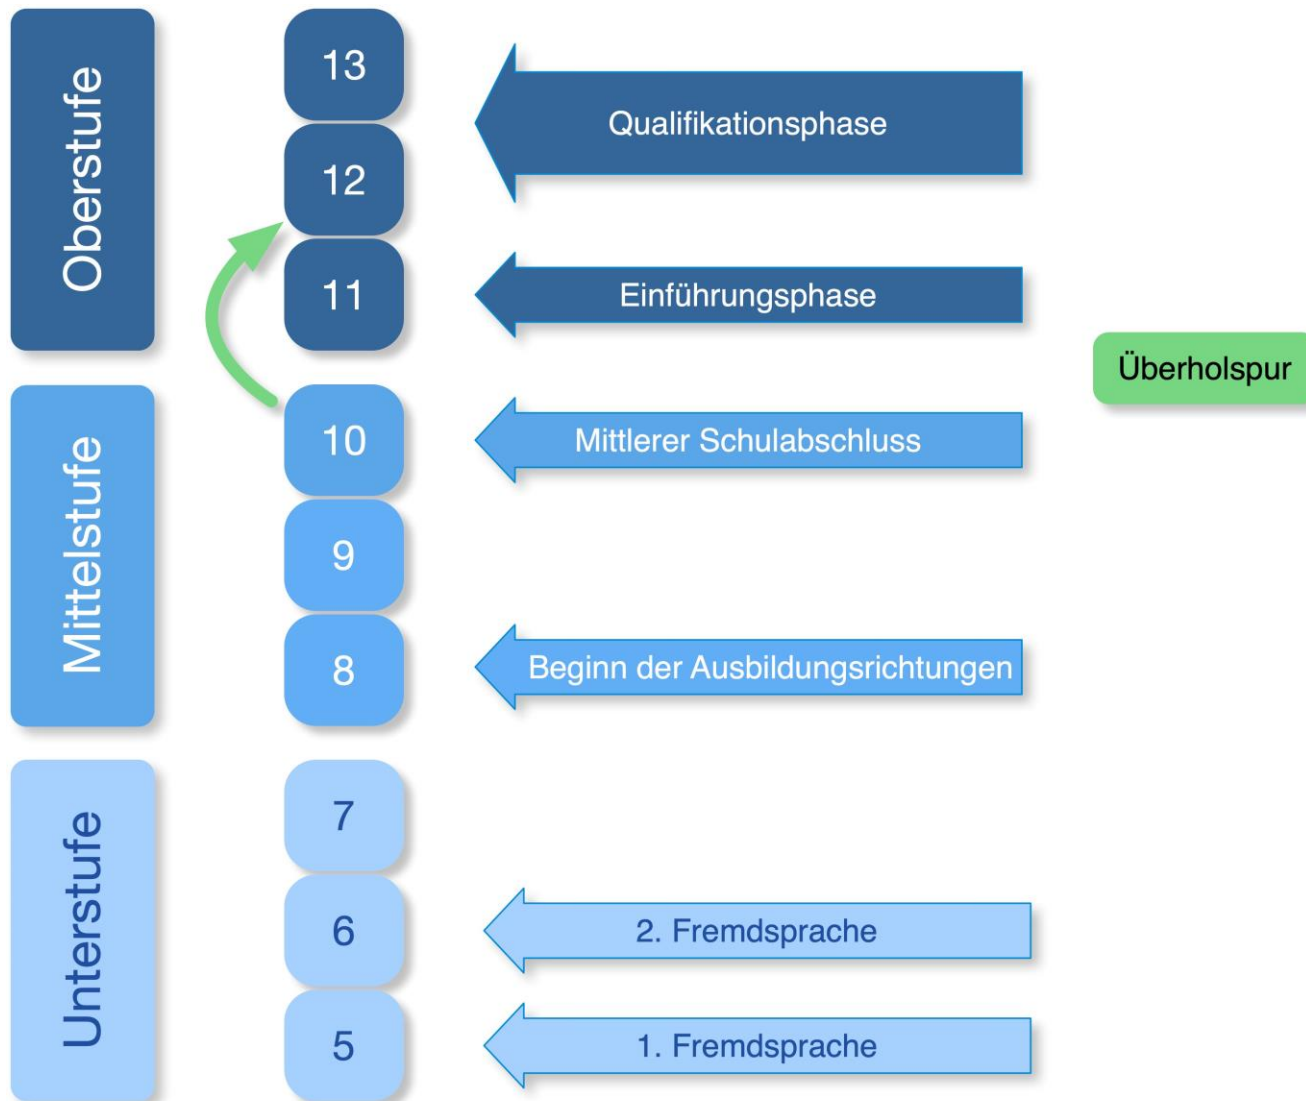 Oberstufe
13
12
11
Qualifikationsphase
Einführungsphase
Überholspur
Mittelstufe
10
9
8
Mittlerer Schulabschluss
Beginn der Ausbildungsrichtungen
Unterstufe
7
6
5
2. Fremdsprache
1. Fremdsprache